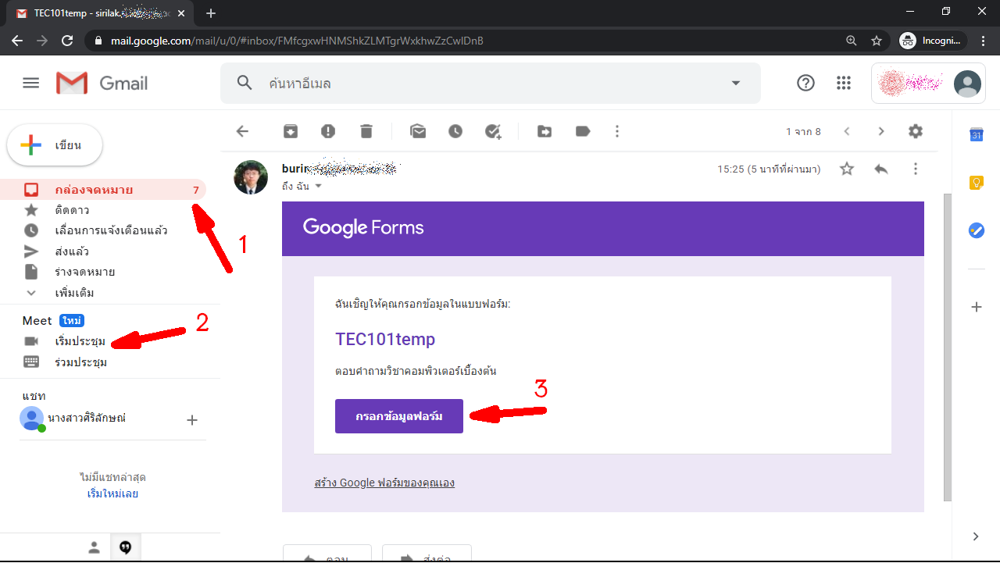 TEC101temp - sirilak.
mail.google.com/mail/u/0/#inbox/FMfcgxwHNMShkZLMTgrWxkhwZzCwlDnB
Incogni...
Gmail
ค้นหาอีเมล
เขียน
1 จาก 8
31
กล่องจดหมาย 7
ติดดาว
เลื่อนการแจ้งเตือนแล้ว
ส่งแล้ว
ร่างจดหมาย
เพิ่มเติม
1
Meet ใหม่
เริ่มประชุม
ร่วมประชุม
2
แชท
นางสาวศิริลักษณ์
ไม่มีแชทล่าสุด
เริ่มใหม่เลย
15:25 (5 นาทีที่ผ่านมา)
ถึง ฉัน
Google Forms
ฉันเชิญให้คุณกรอกข้อมูลในแบบฟอร์ม:
TEC101temp
ตอบคำถามวิชาคอมพิวเตอร์เบื้องต้น
กรอกข้อมูลฟอร์ม
3
สร้าง Google ฟอร์มของคุณเอง
ตอบ
ส่งต่อ